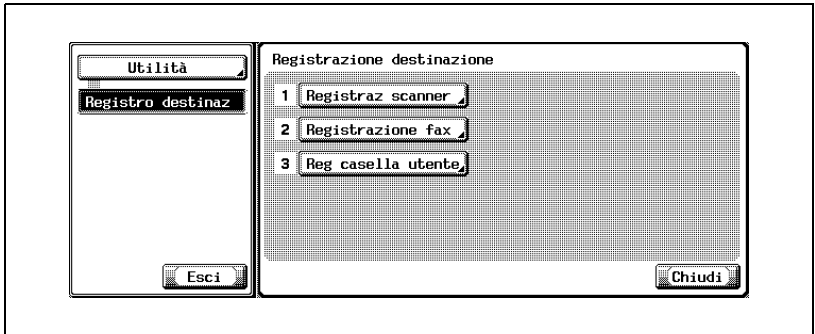 Utilità
Registro destinaz
Esci
Registrazione destinazione
1 Registraz scanner
2 Registrazione fax
3 Reg casella utente
Chiudi